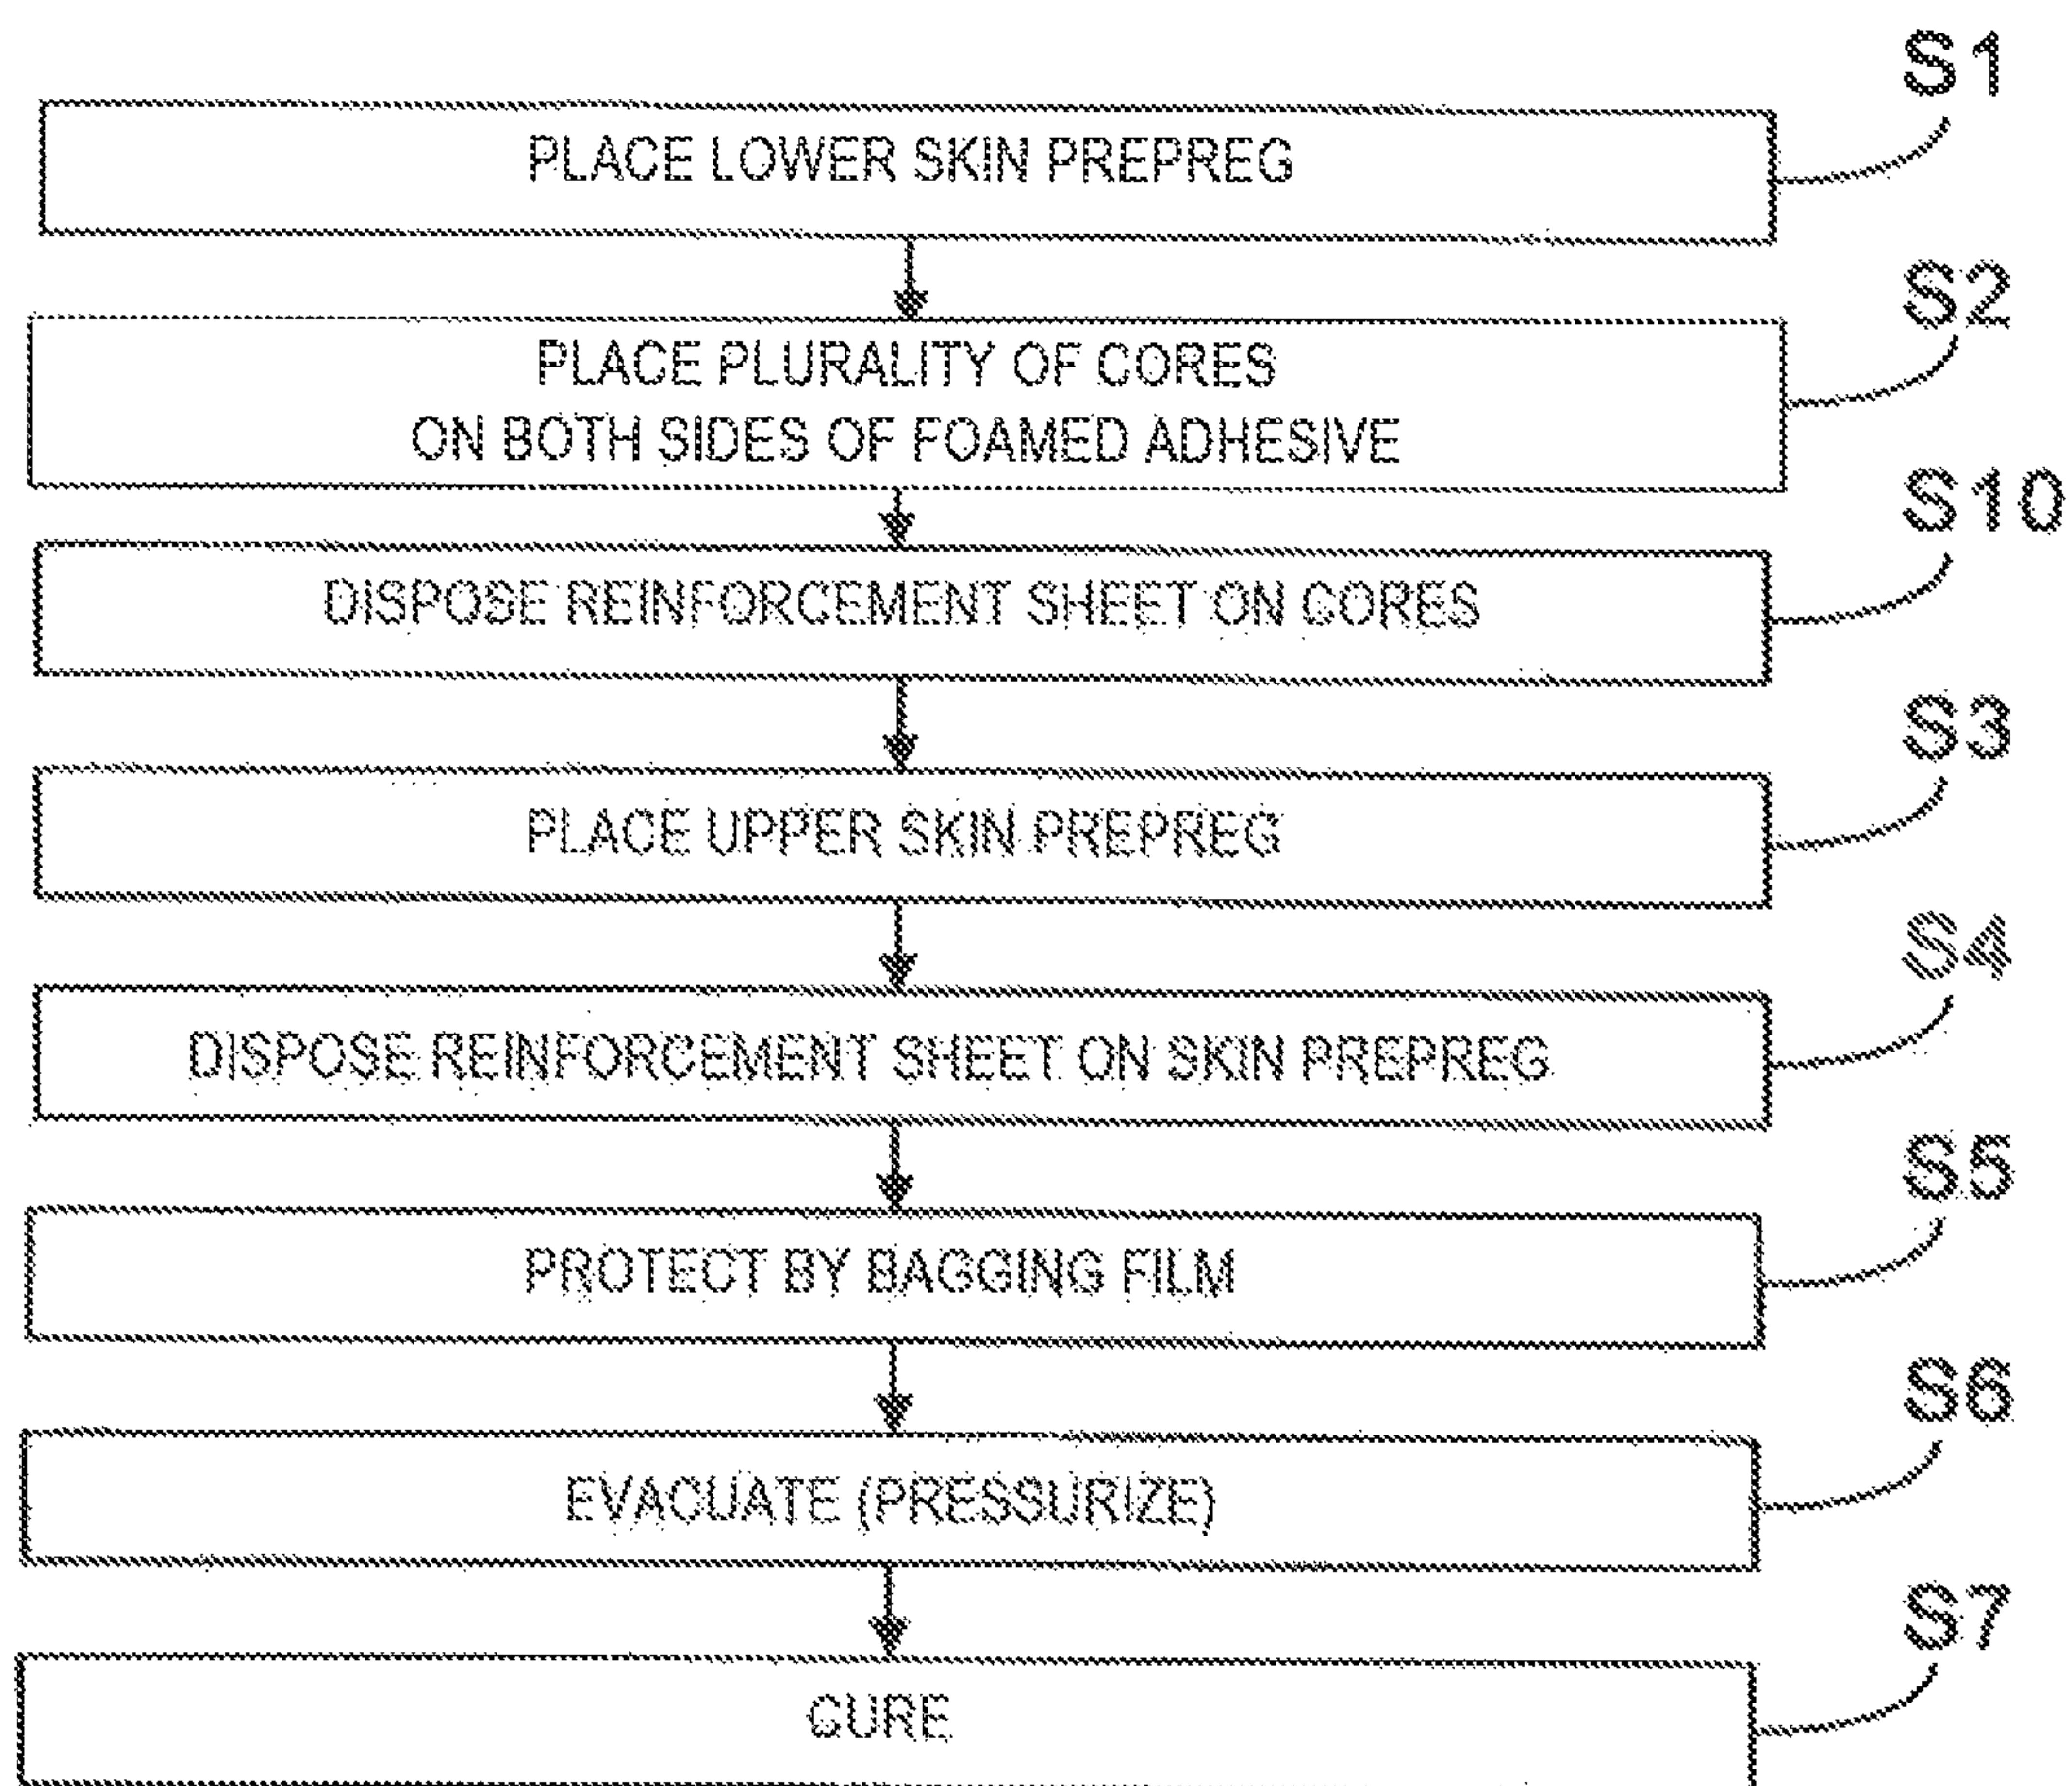 S1
PLACE LOWER SKIN PREPREG
S2
PLACE PLURALITY OF CORES
ON BOTH SIDES OF FOAMED ADHESIVE
S10
DISPOSE REINFORCEMENT SHEET ON CORES
S3
PLACE UPPER SKIN PREPREG
S4
DISPOSE REINFORCEMENT SHEET ON SKIN PREPREG
S5
PROTECT BY BAGGING FILM
S6
EVACUATE (PRESSURIZE)
S7
CURE